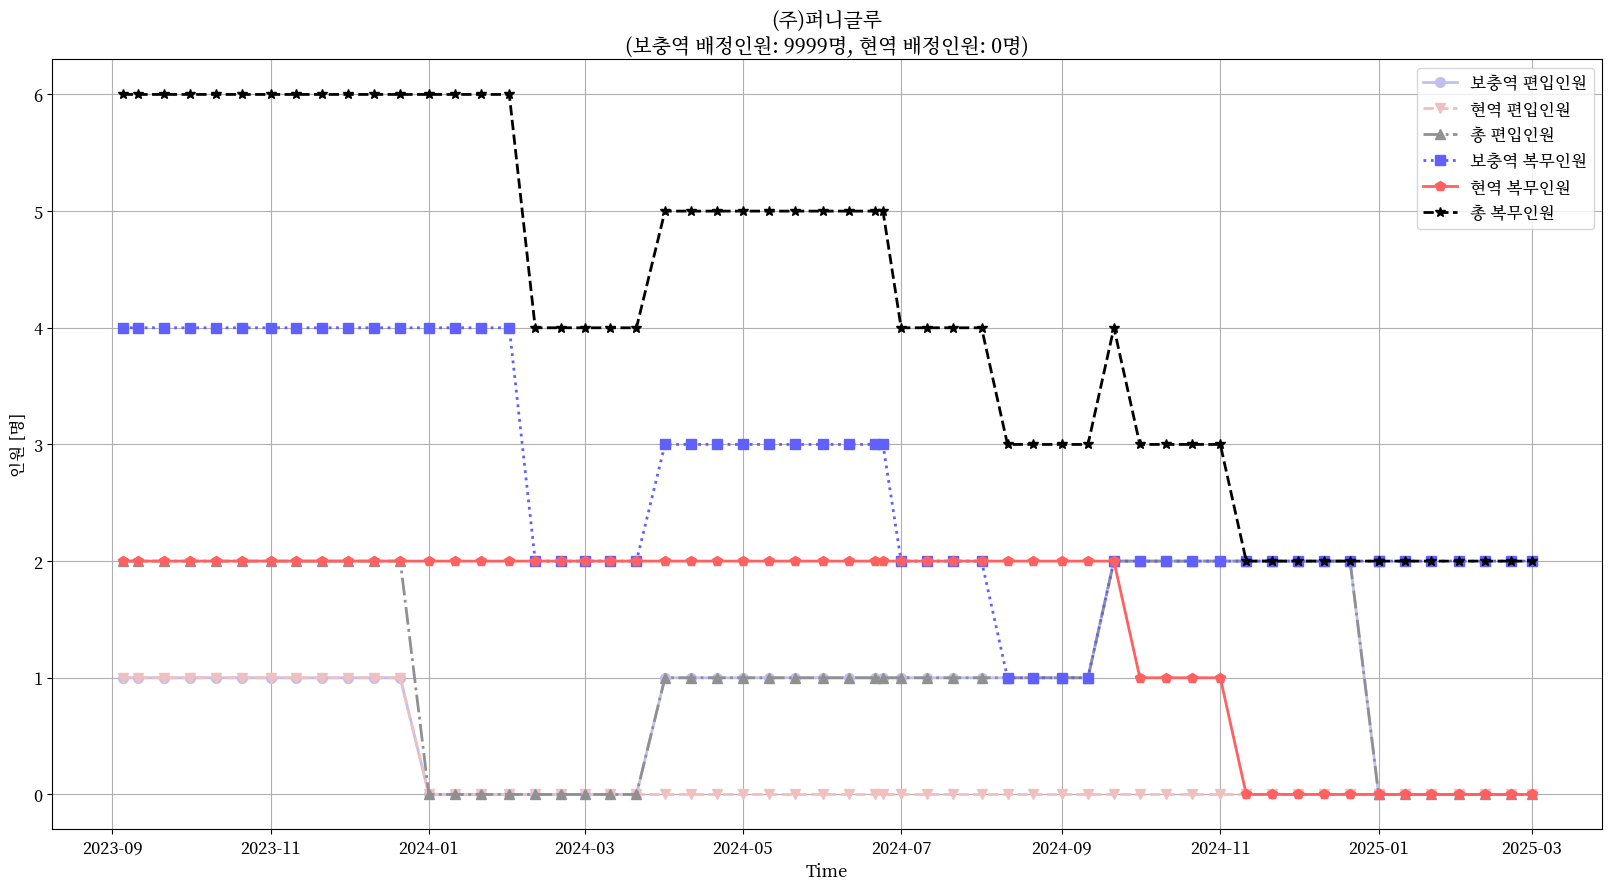 (주)퍼니글루
(보충역 배정인원: 9999명, 현역 배정인원: 0명)
보충역 편입인원
현역 편입인원
총 편입인원
보충역 복무인원
현역 복무인원
총 복무인원
인원 [명]
6
5
4
3
2
1
0
2023-09
2023-11
2024-01
2024-03
2024-05
2024-07
2024-09
2024-11
2025-01
2025-03
Time